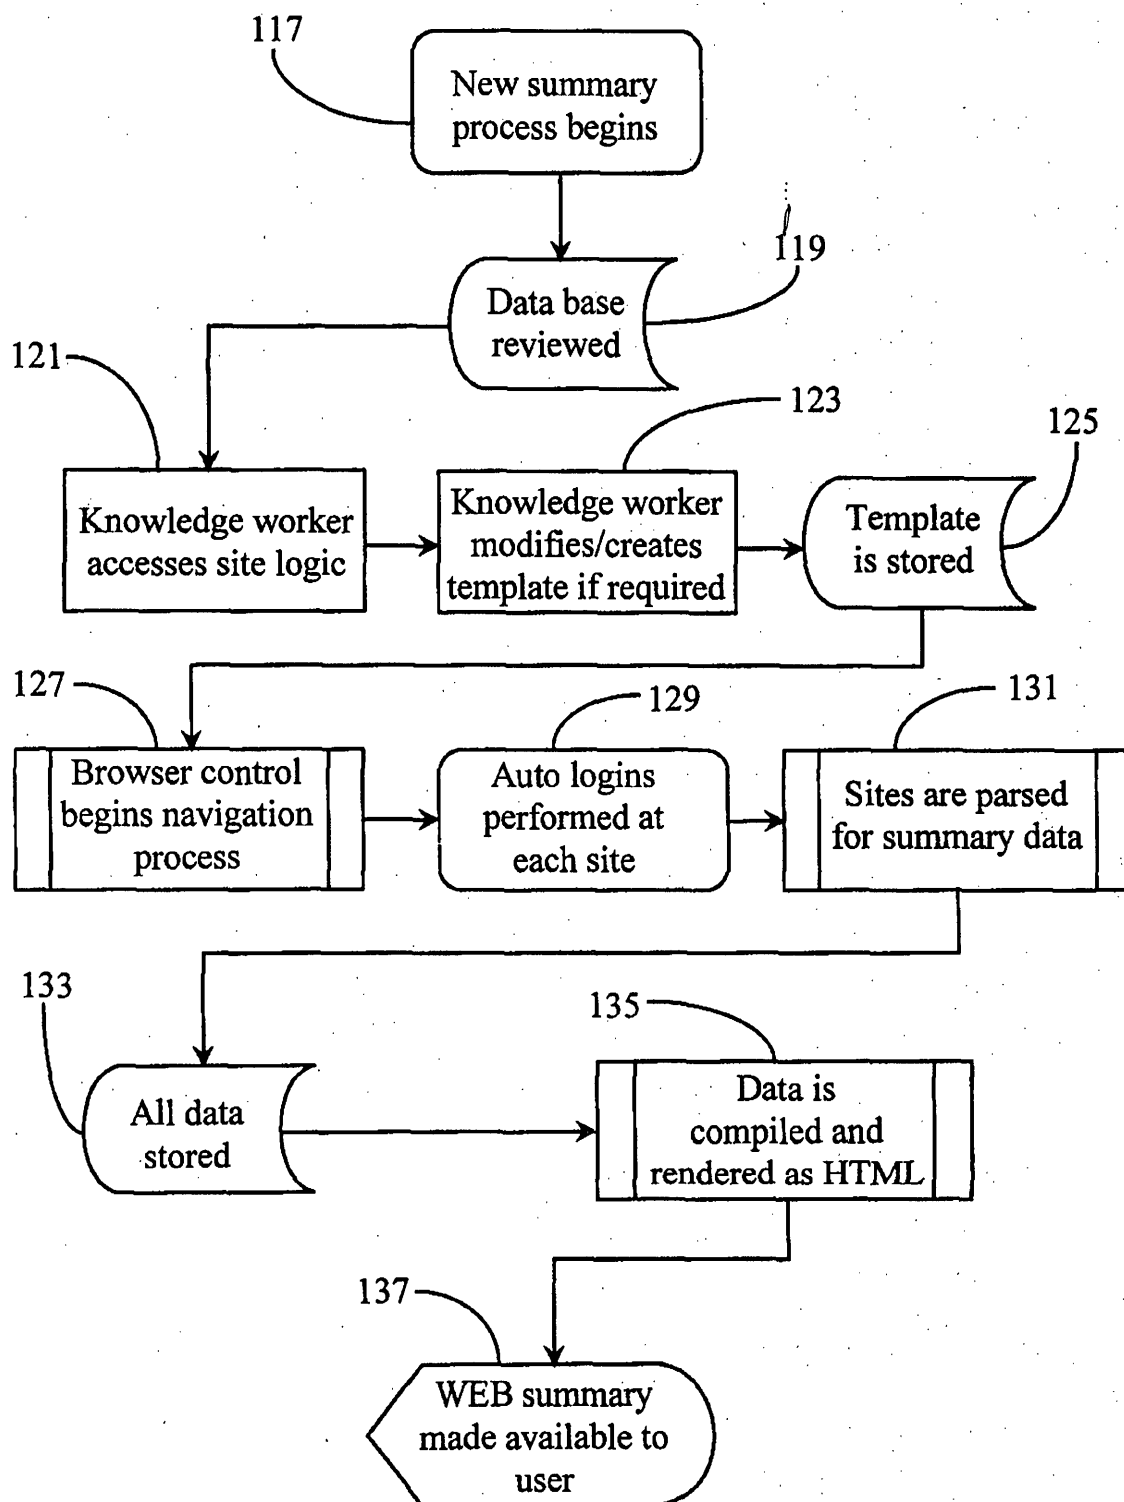 117
New summary
process begins
119
Data base
reviewed
121
123
125
Knowledge worker
accesses site logic
Knowledge worker
modifies/creates
template if required
Template
is stored
127
129
131
Browser control
begins navigation
process
Auto logins
performed at
each site
Sites are parsed
for summary data
133
135
All data
stored
Data is
compiled and
rendered as HTML
137
WEB summary
made available to
user